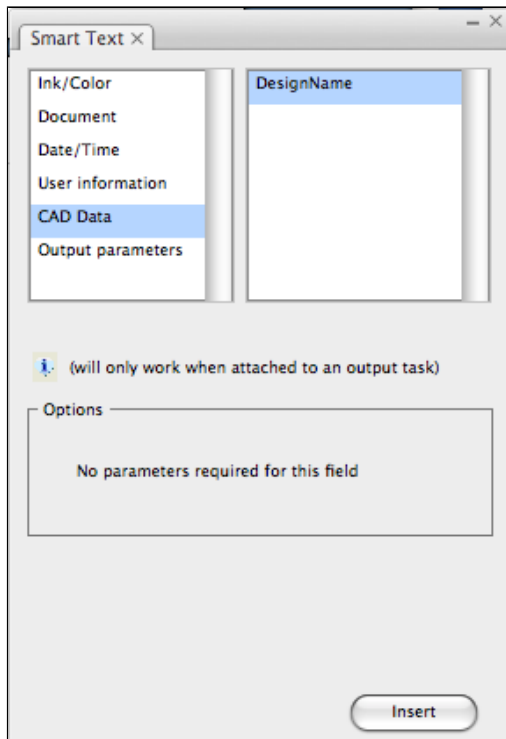 Smart Text
Ink/Color
Document
Date/Time
User information
CAD Data
Output parameters
DesignName
(will only work when attached to an output task)
Options
No parameters required for this field
Insert